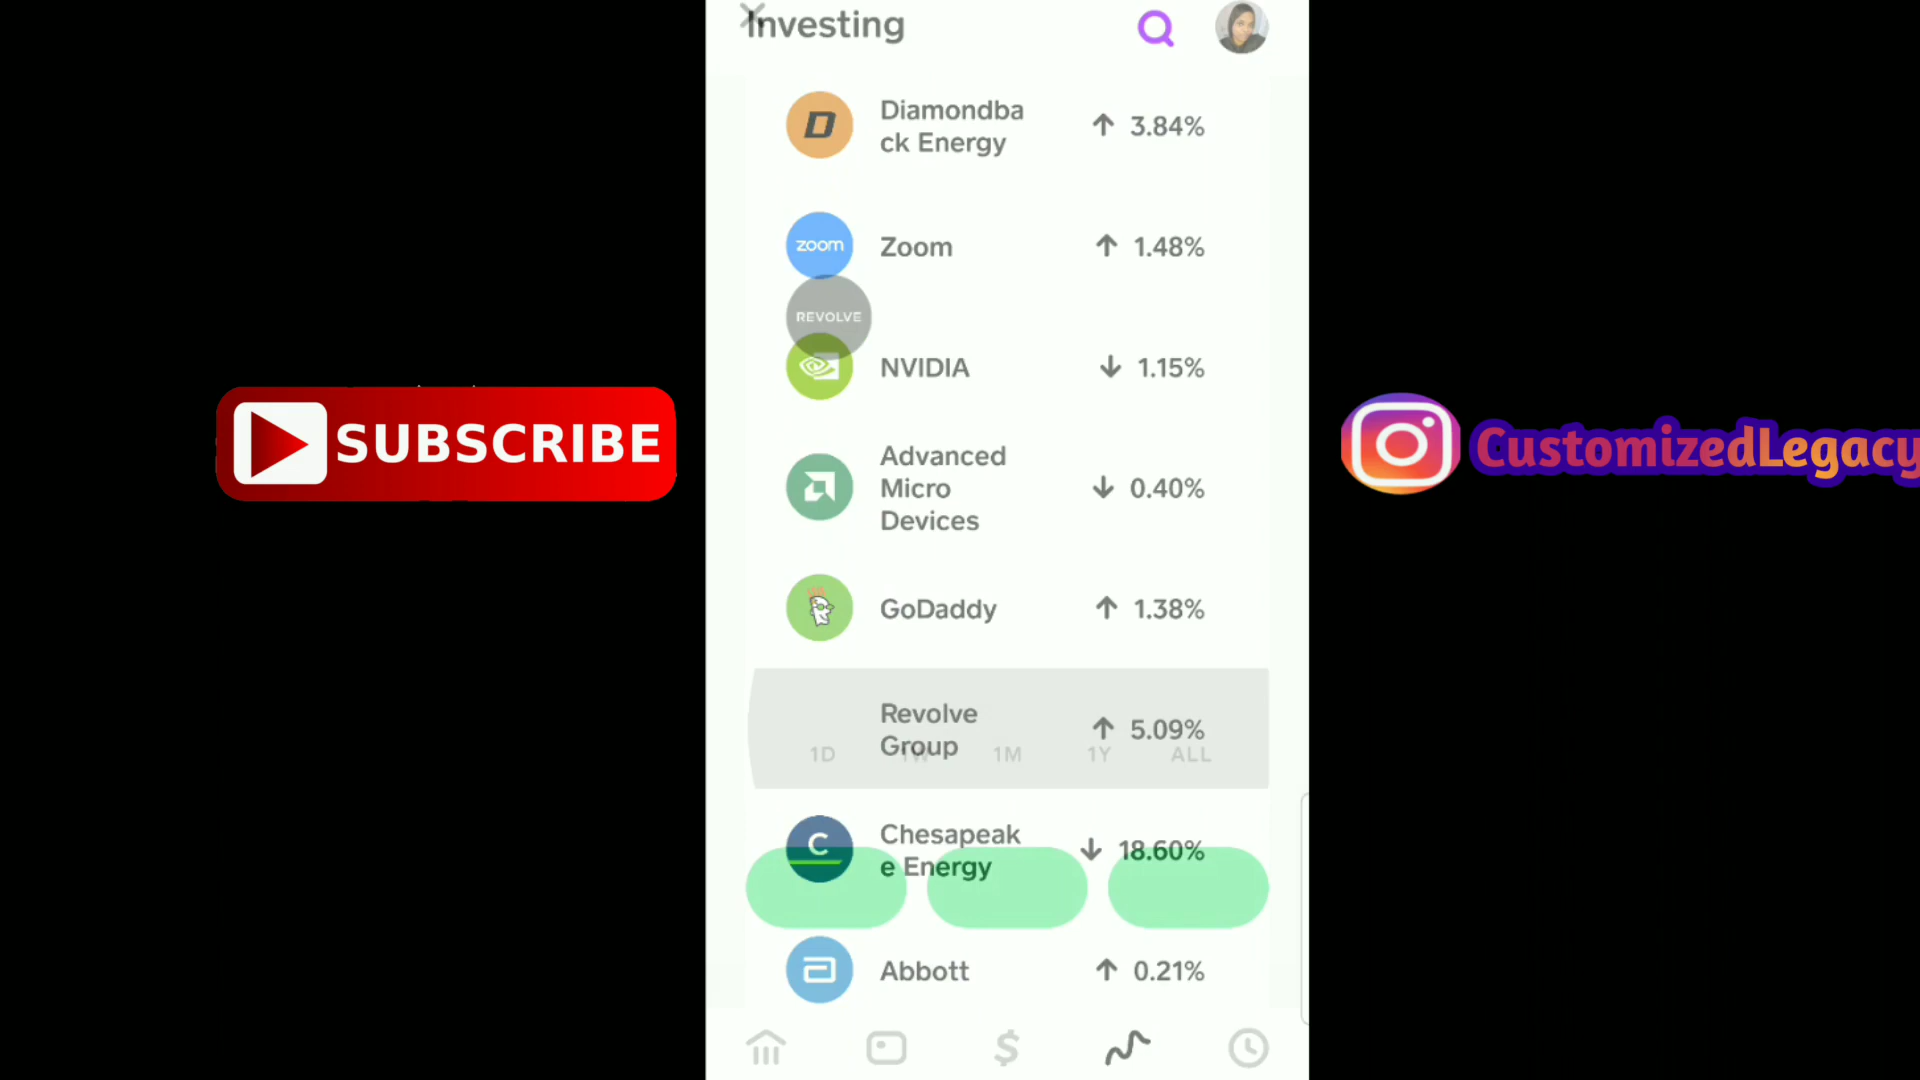 Investing
Diamondba
ck Energy
↑ 3.84%
zoom
Zoom
↑ 1.48%
REVOLVE
NVIDIA
↓ 1.15%
Advanced
Micro
Devices
↓ 0.40%
SUBSCRIBE
CustomizedLegacy
GoDaddy
↑ 1.38%
Revolve
Group
↑ 5.09%
1D 1W 1M 1Y ALL
C
Chesapeak
e Energy
↓ 18.60%
Abbott
↑ 0.21%
$